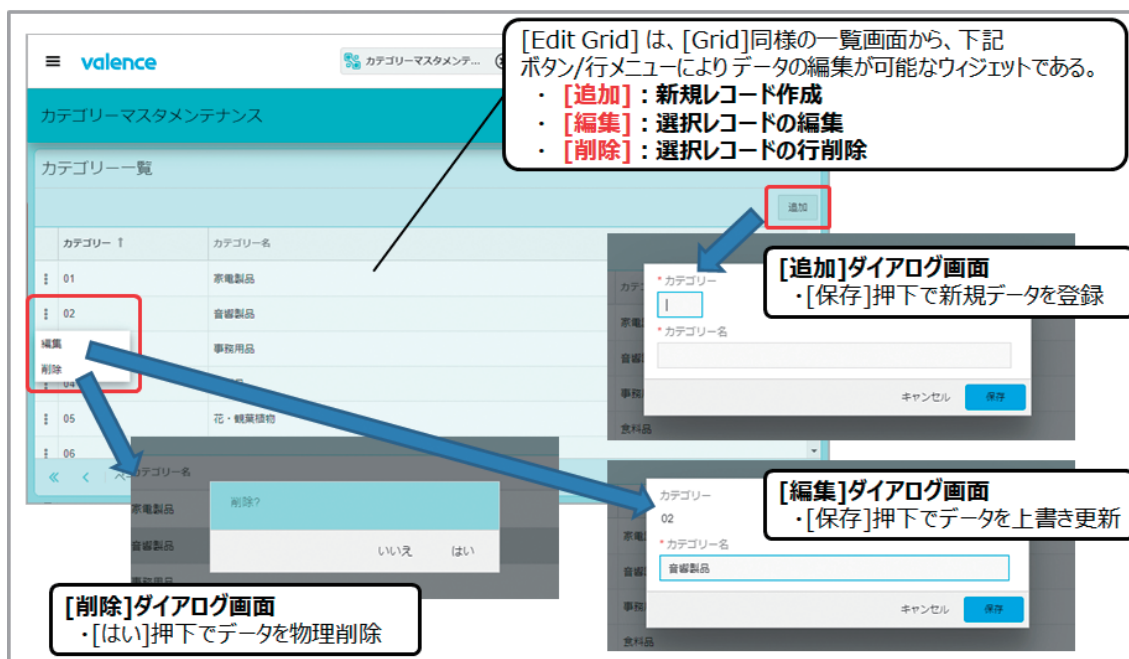 valence
カテゴリーマスタメンテ...
[Edit Grid] は、[Grid]同様の一覧画面から、下記
ボタン/行メニューによりデータの編集が可能なウィジェットである。
・ [追加]：新規レコード作成
・ [編集]：選択レコードの編集
・ [削除]：選択レコードの行削除
カテゴリーマスタメンテナンス
カテゴリー一覧
追加
カテゴリー ↑ カテゴリー名
01 家電製品
02 音響製品
編集
事務用品
削除
04
05 花・観葉植物
06
カテゴリー名
家電製品
音響製品
事務用品
削除?
いいえ はい
[削除]ダイアログ画面
・[はい]押下でデータを物理削除
* カテゴリー
* カテゴリー名
キャンセル 保存
食料品
[追加]ダイアログ画面
・[保存]押下で新規データを登録
カテゴリー
02
* カテゴリー名
音響製品
キャンセル 保存
食料品
[編集]ダイアログ画面
・[保存]押下でデータを上書き更新